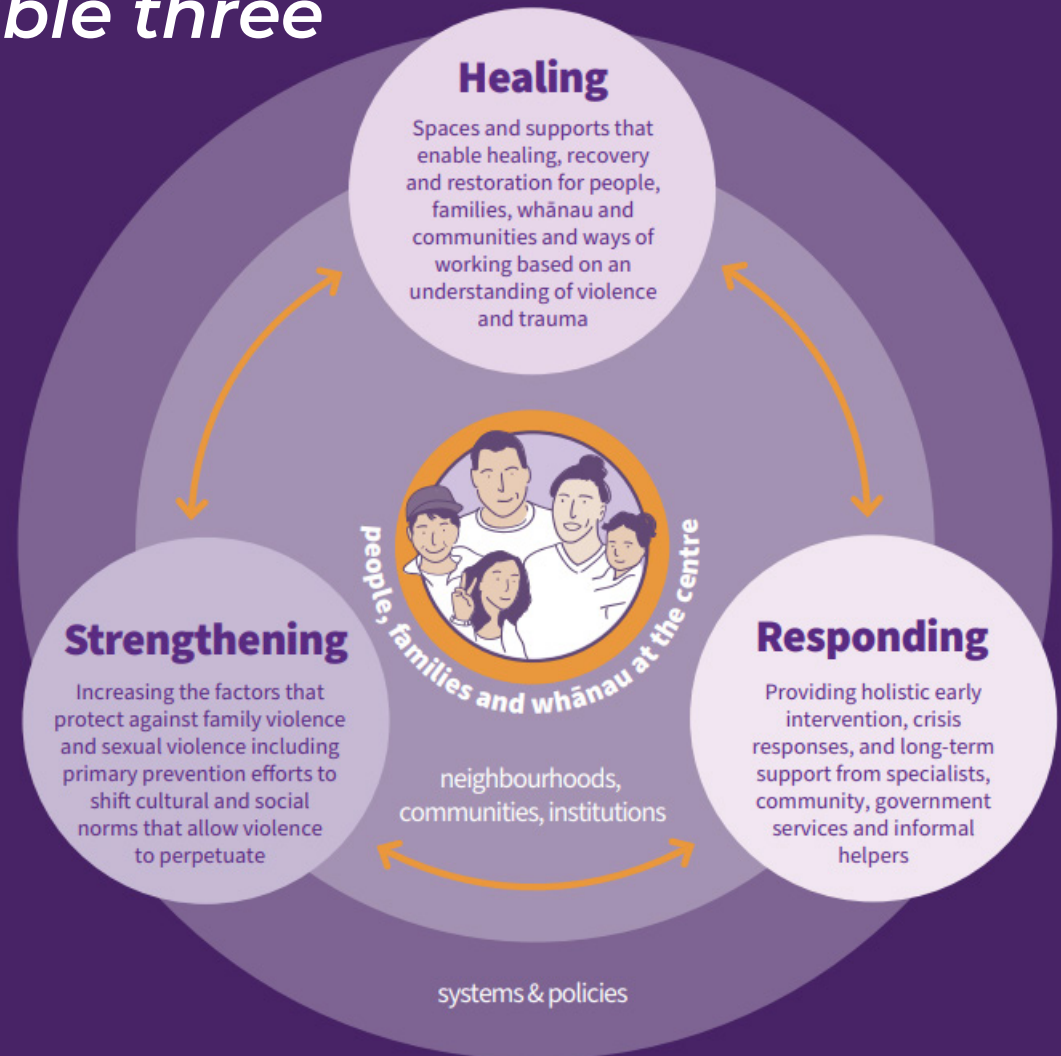 ble three
Healing
Spaces and supports that
enable healing, recovery
and restoration for people,
families, whānau and
communities and ways of
working based on an
understanding of violence
and trauma
people, families and whānau at the centre
Strengthening
Increasing the factors that
protect against family violence
and sexual violence including
primary prevention efforts to
shift cultural and social
norms that allow violence
to perpetuate
Responding
Providing holistic early
intervention, crisis
responses, and long-term
support from specialists,
community, government
services and informal
helpers
neighbourhoods,
communities, institutions
systems & policies